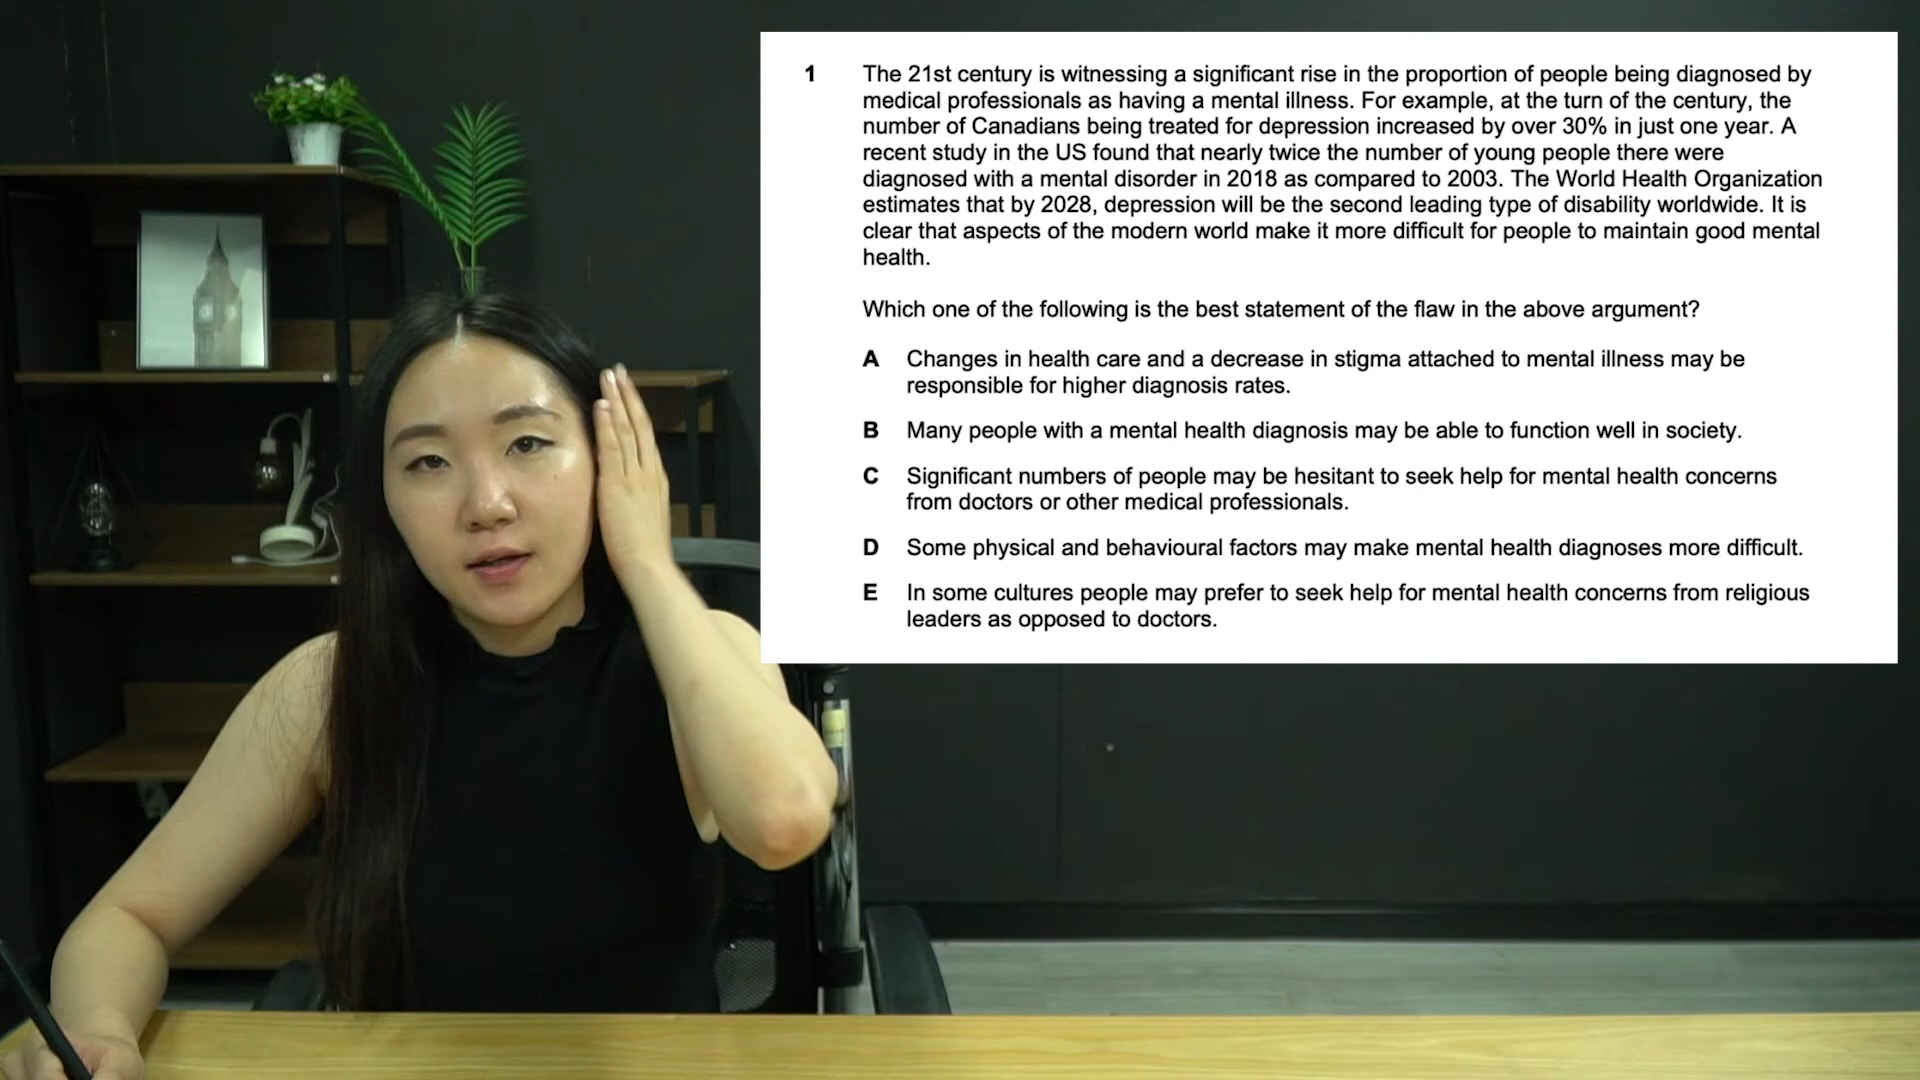 1 The 21st century is witnessing a significant rise in the proportion of people being diagnosed by
medical professionals as having a mental illness. For example, at the turn of the century, the
number of Canadians being treated for depression increased by over 30% in just one year. A
recent study in the US found that nearly twice the number of young people there were
diagnosed with a mental disorder in 2018 as compared to 2003. The World Health Organization
estimates that by 2028, depression will be the second leading type of disability worldwide. It is
clear that aspects of the modern world make it more difficult for people to maintain good mental
health.
Which one of the following is the best statement of the flaw in the above argument?
A Changes in health care and a decrease in stigma attached to mental illness may be
responsible for higher diagnosis rates.
B Many people with a mental health diagnosis may be able to function well in society.
C Significant numbers of people may be hesitant to seek help for mental health concerns
from doctors or other medical professionals.
D Some physical and behavioural factors may make mental health diagnoses more difficult.
E In some cultures people may prefer to seek help for mental health concerns from religious
leaders as opposed to doctors.